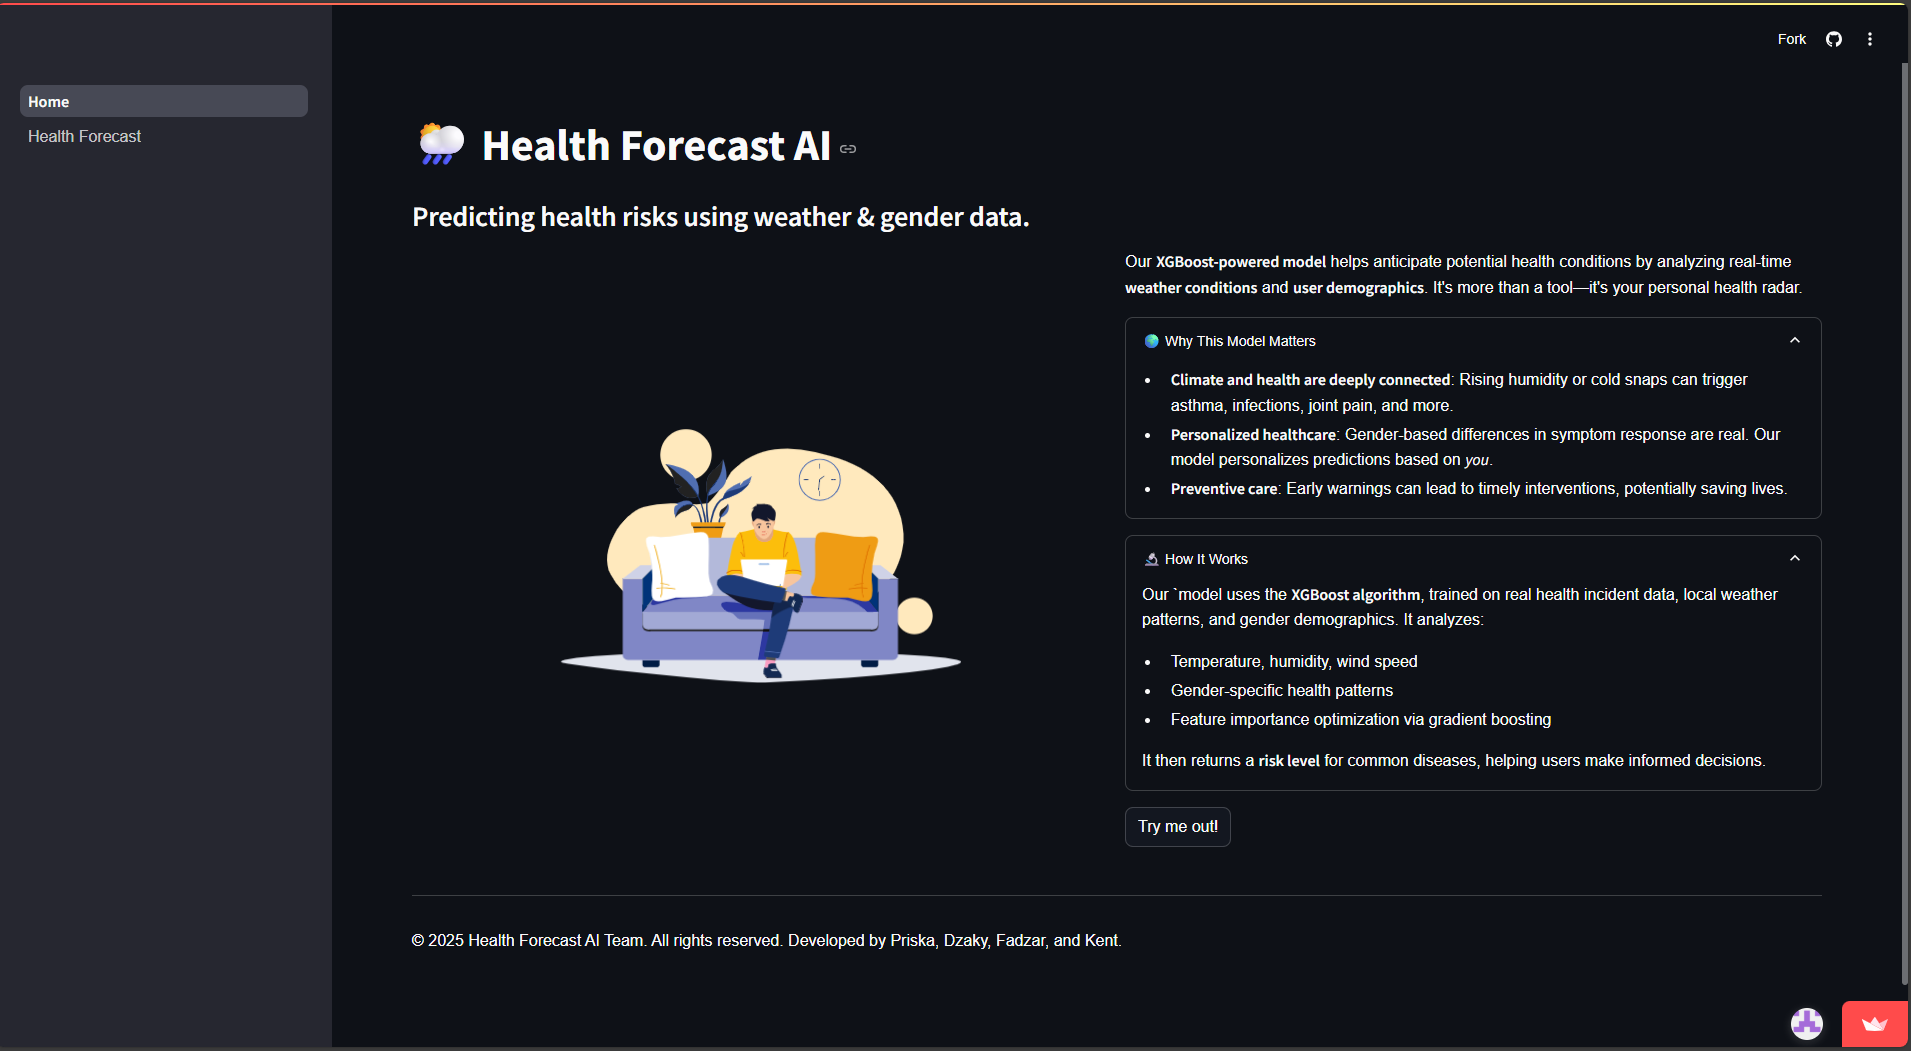 Fork
Home
Health Forecast
Health Forecast AI
Predicting health risks using weather & gender data.
Our XGBoost-powered model helps anticipate potential health conditions by analyzing real-time
weather conditions and user demographics. It's more than a tool—it's your personal health radar.
Why This Model Matters
• Climate and health are deeply connected: Rising humidity or cold snaps can trigger
asthma, infections, joint pain, and more.
• Personalized healthcare: Gender-based differences in symptom response are real. Our
model personalizes predictions based on you.
• Preventive care: Early warnings can lead to timely interventions, potentially saving lives.
How It Works
Our `model uses the XGBoost algorithm, trained on real health incident data, local weather
patterns, and gender demographics. It analyzes:
• Temperature, humidity, wind speed
• Gender-specific health patterns
• Feature importance optimization via gradient boosting
It then returns a risk level for common diseases, helping users make informed decisions.
Try me out!
© 2025 Health Forecast AI Team. All rights reserved. Developed by Priska, Dzaky, Fadzar, and Kent.